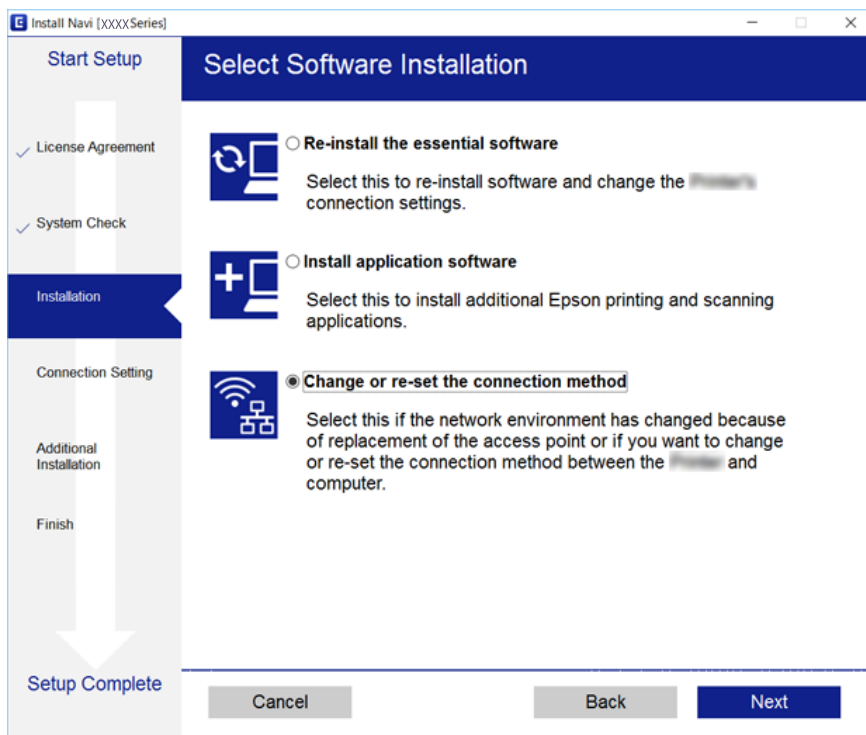 E Install Navi [XXXX Series]
Start Setup
License Agreement
System Check
Installation
Connection Setting
Additional
Installation
Finish
Setup Complete
Select Software Installation
Re-install the essential software
Select this to re-install software and change the
connection settings.
Install application software
Select this to install additional Epson printing and scanning
applications.
Change or re-set the connection method
Select this if the network environment has changed because
of replacement of the access point or if you want to change
or re-set the connection method between the and
computer.
Cancel
Back
Next